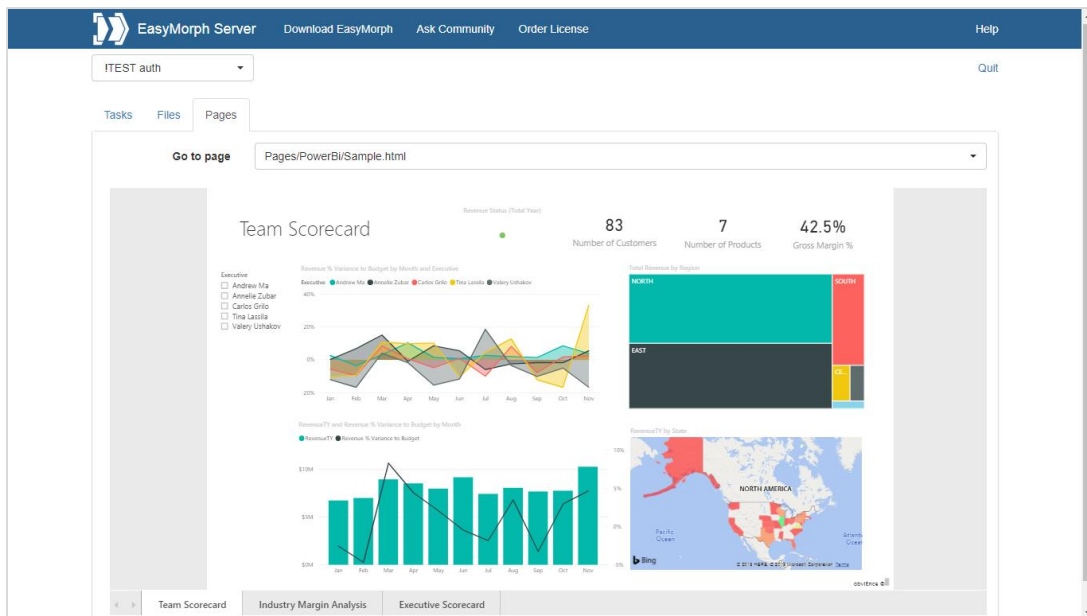 EasyMorph Server Download EasyMorph Ask Community Order License Help
!TEST auth Quit
Tasks Files Pages
Go to page Pages/PowerBi/Sample.html
Team Scorecard
Revenue Status (Total Year)
83 7 42.5%
Number of Customers Number of Products Gross Margin %
Executive
Andrew Ma
Annelie Zubar
Carlos Grilo
Tina Lassila
Valery Ushakov
Revenue % Variance to Budget by Month and Executive
Executive Andrew Ma Annelie Zubar Carlos Grilo Tina Lassila Valery Ushakov
40%
20%
0%
-20%
Jan Feb Mar Apr May Jun Jul Aug Sep Oct Nov
Total Revenue by Region
NORTH SOUTH
EAST CE...
RevenueTY and Revenue % Variance to Budget by Month
RevenueTY Revenue % Variance to Budget
$10M 10%
$5M 5%
0%
$0M -5%
Jan Feb Mar Apr May Jun Jul Aug Sep Oct Nov
RevenueTY by State
NORTH AMERICA
Pacific
Ocean
Atlantic
Ocean
Bing
obviEnce ©
Team Scorecard Industry Margin Analysis Executive Scorecard